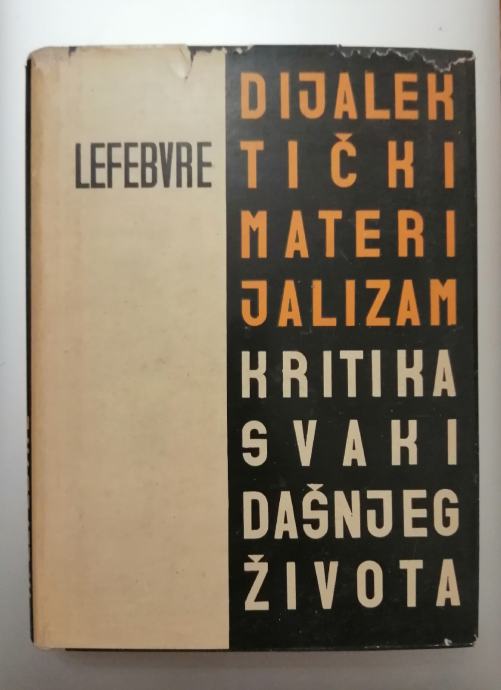 LEFEBVRE
DIJALEK
TIČKI
MATERI
JALIZAM
KRITIKA
SVAKI
DAŠNJEG
ŽIVOTA